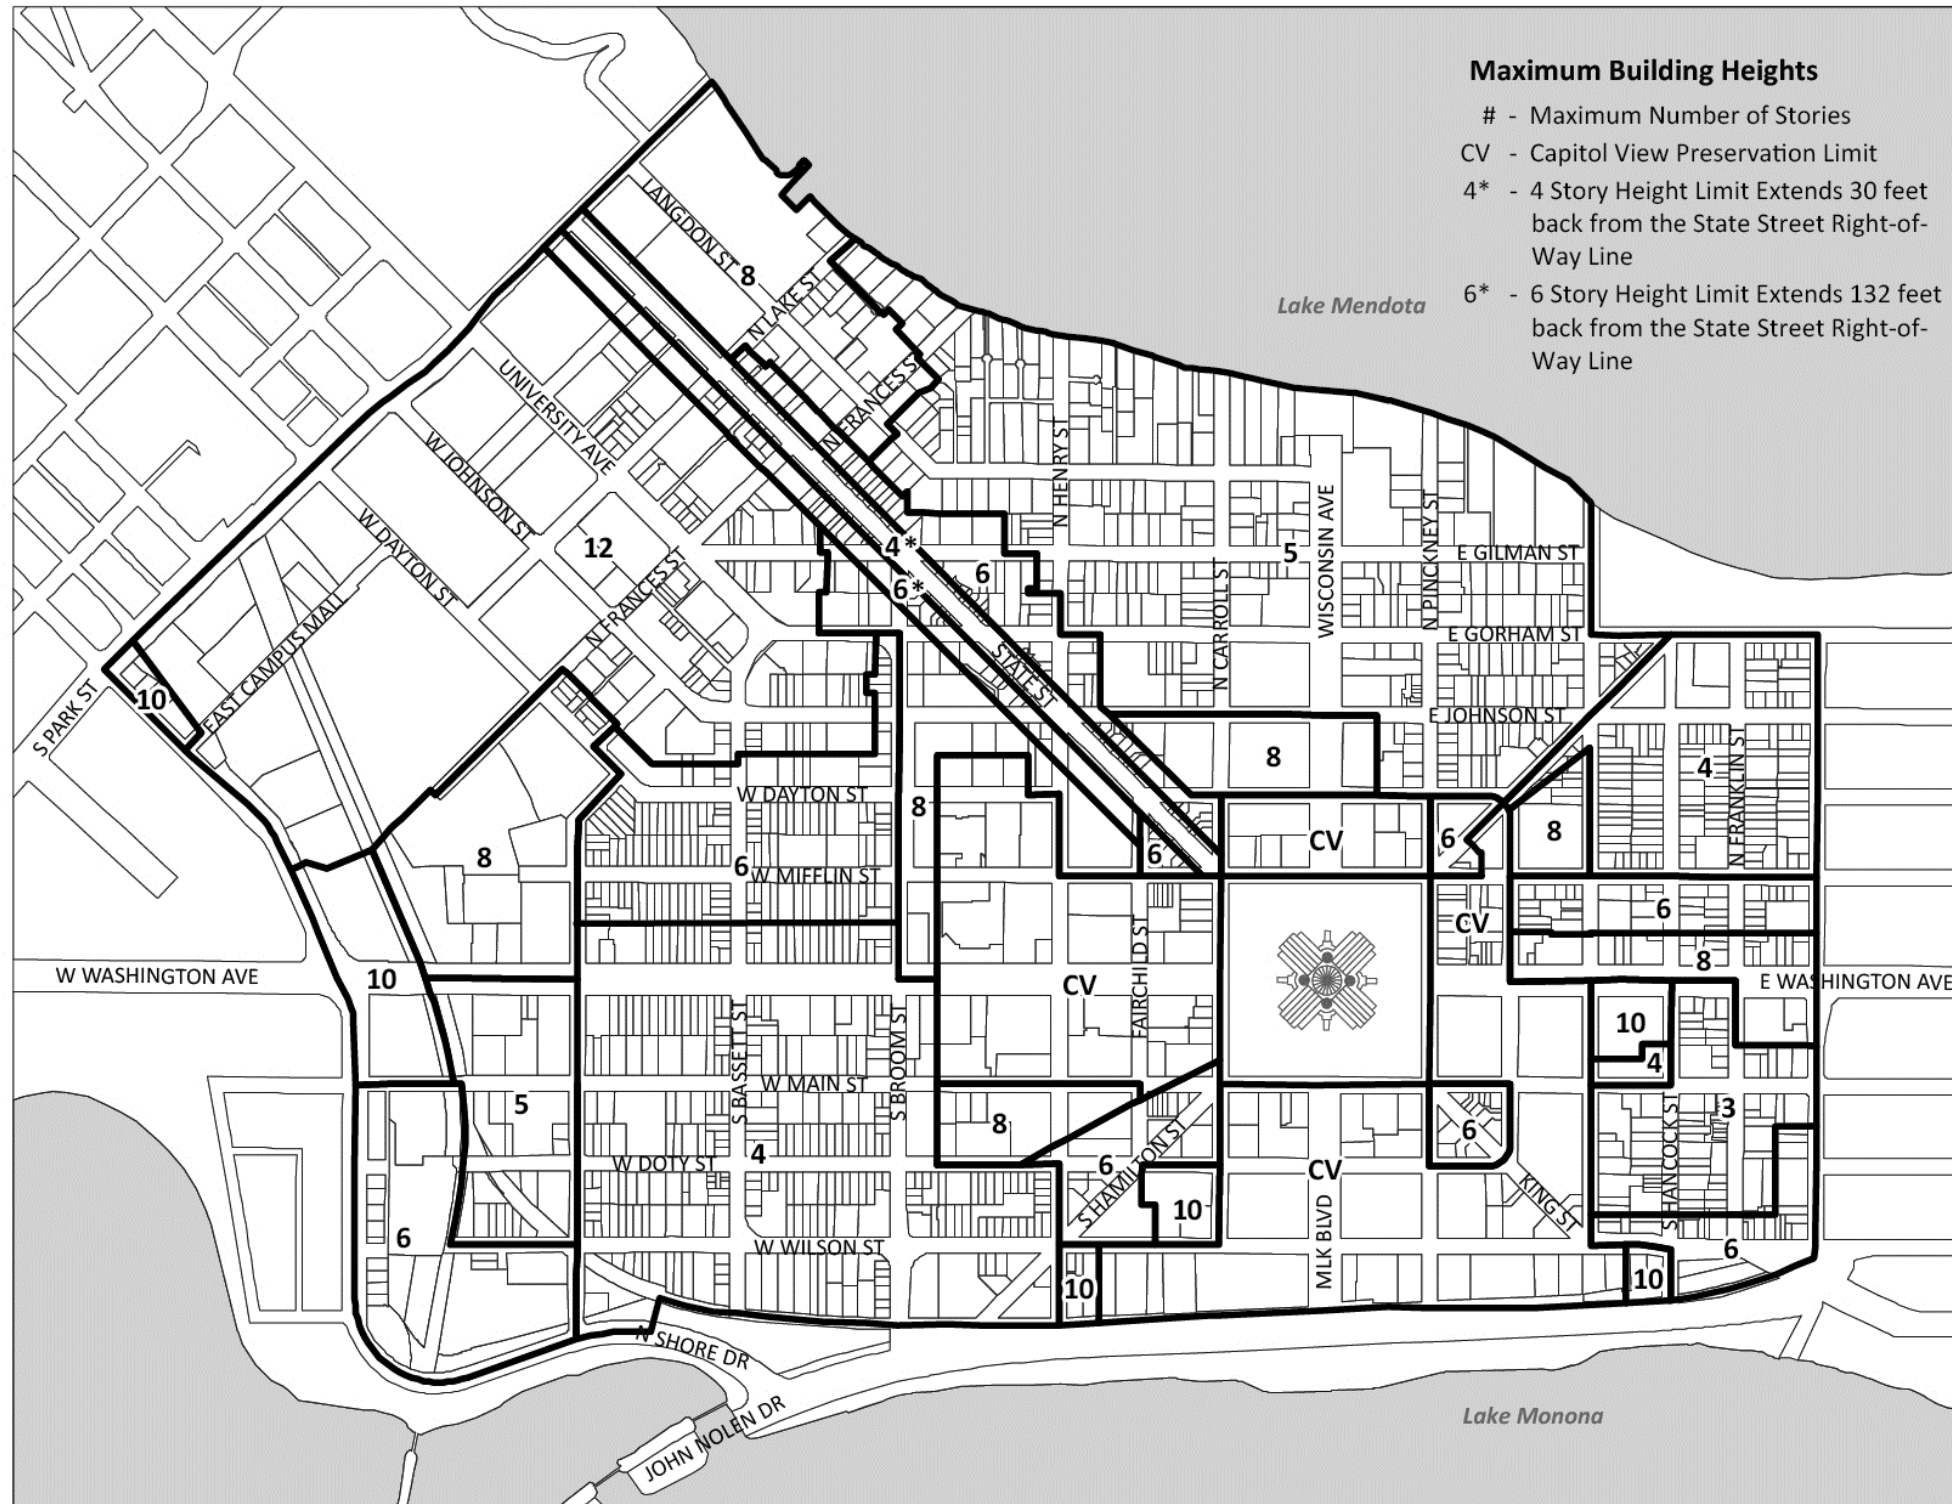 Maximum Building Heights
# - Maximum Number of Stories
CV - Capitol View Preservation Limit
4* - 4 Story Height Limit Extends 30 feet
back from the State Street Right-of-
Way Line
6* - 6 Story Height Limit Extends 132 feet
back from the State Street Right-of-
Way Line
Lake Mendota
LANGDON ST
8
N LAKE ST
N FRANCES ST
UNIVERSITY AVE
W JOHNSON ST
W DAYTON ST
12
N FRANCES ST
4*
6*
6
N HENRY ST
N CARROLL ST
5
WISCONSIN AVE
N PINCKNEY ST
E GILMAN ST
E GORHAM ST
E JOHNSON ST
STATE ST
10
S PARK ST
EAST CAMPUS MALL
8
4
N FRANKLIN ST
W DAYTON ST
8
8
6
W MIFFLIN ST
6
CV
6
8
CV
6
FAIRCHILD ST
8
W WASHINGTON AVE
10
CV
E WASHINGTON AVE
10
4
S BASSETT ST
S BROOM ST
W MAIN ST
5
8
6
3
S HANCOCK ST
W DOTY ST
4
6
S HAMILTON ST
CV
10
KING ST
6
W WILSON ST
MLK BLVD
6
10
10
N SHORE DR
JOHN NOLEN DR
Lake Monona